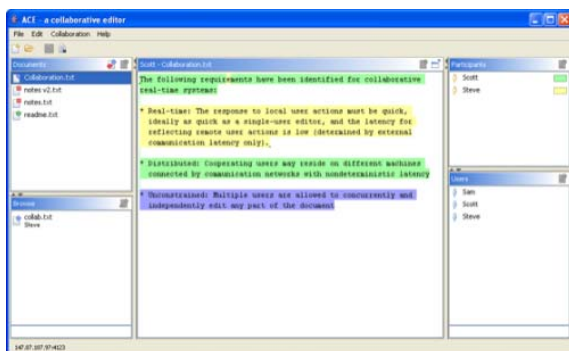 ACE - a collaborative editor
File Edit Collaboration Help
Documents
Collaboration.txt
notes v2.txt
notes.txt
readme.txt
Browse
collab.txt
Steve
Scott - Collaboration.txt
The following requirements have been identified for collaborative
real-time systems:
* Real-time: The response to local user actions must be quick,
ideally as quick as a single-user editor, and the latency for
reflecting remote user actions is low (determined by external
communication latency only).
* Distributed: Cooperating users may reside on different machines
connected by communication networks with nondeterministic latency
* Unconstrained: Multiple users are allowed to concurrently and
independently edit any part of the document
Participants
Scott
Steve
Users
Sam
Scott
Steve